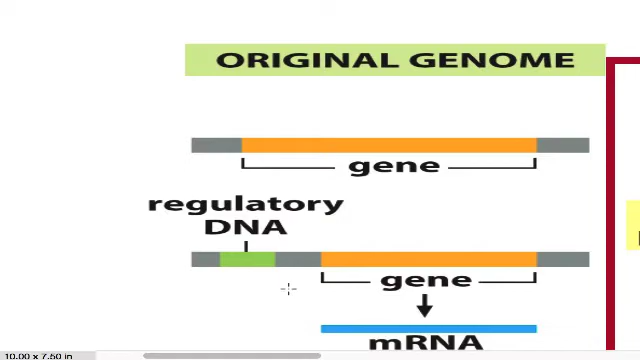 ORIGINAL GENOME
gene
regulatory
DNA
gene
mRNA
10.00 x 7.50 in